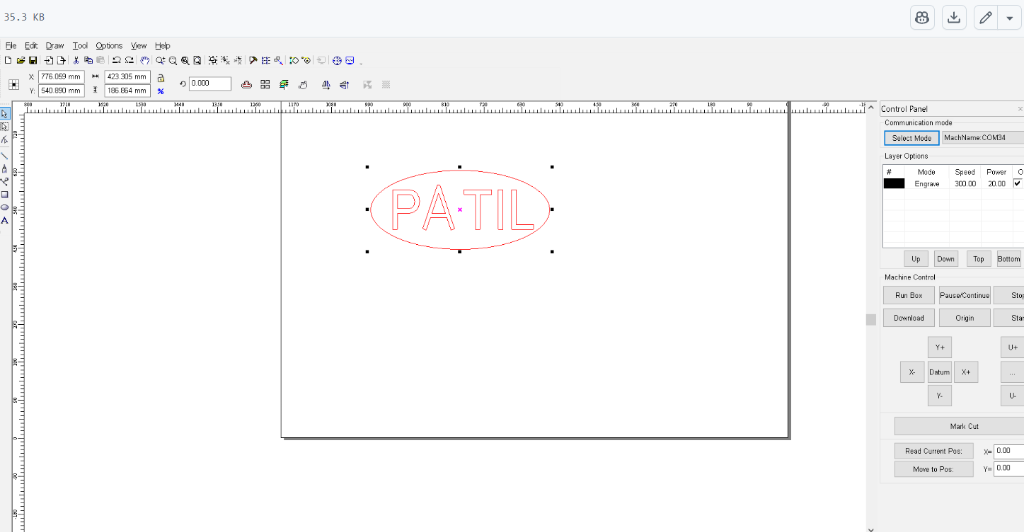 35.3 KB
File Edit Draw Tool Options View Help
X: 776.059 mm 423.305 mm 0.000
Y: 540.890 mm 186.864 mm %
Control Panel
Communication mode
Select Mode MachName:COM34
Layer Options
# Mode Speed Power O
Engrave 300.00 20.00
PATIL
Up Down Top Bottom
Machine Control
Run Box Pause/Continue Stop
Download Origin Star
Y+ U+
X- Datum X+ ...
Y- U-
Mark Cut
Read Current Pos: X= 0.00
Move to Pos: Y= 0.00